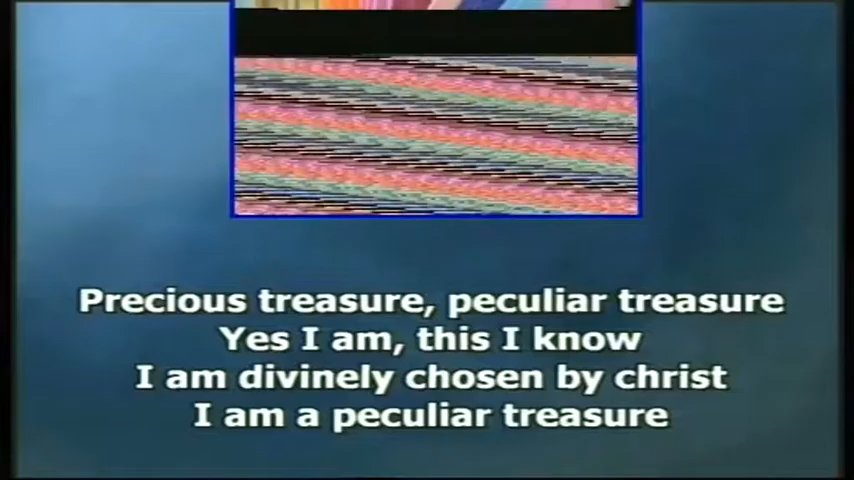 Precious treasure, peculiar treasure
Yes I am, this I know
I am divinely chosen by christ
I am a peculiar treasure